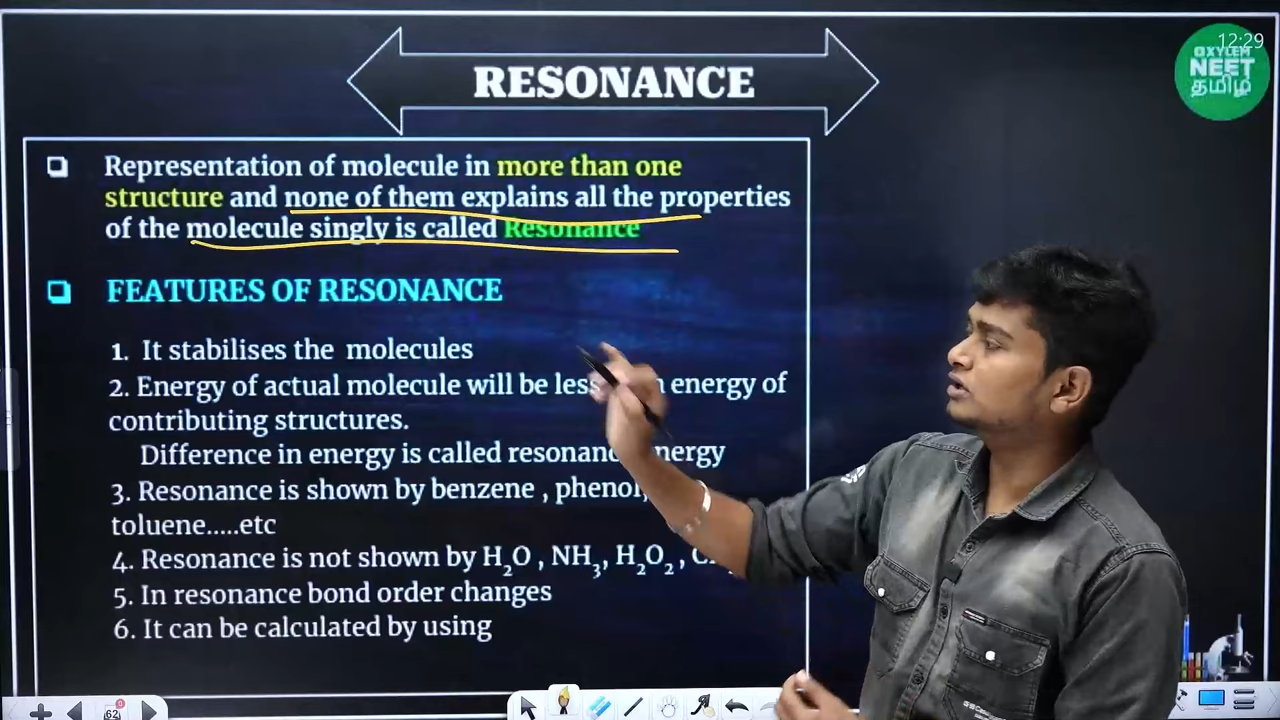 12:29
OXYLEM
NEET
தமிழ்
RESONANCE
Representation of molecule in more than one
structure and none of them explains all the properties
of the molecule singly is called Resonance
FEATURES OF RESONANCE
1. It stabilises the molecules
2. Energy of actual molecule will be less energy of
contributing structures.
Difference in energy is called
3. Resonance is shown by benzene , phenol,
toluene.....etc
4. Resonance is not shown by H₂O , NH₃, H₂O₂ ,
5. In resonance bond order changes
6. It can be calculated by using
62